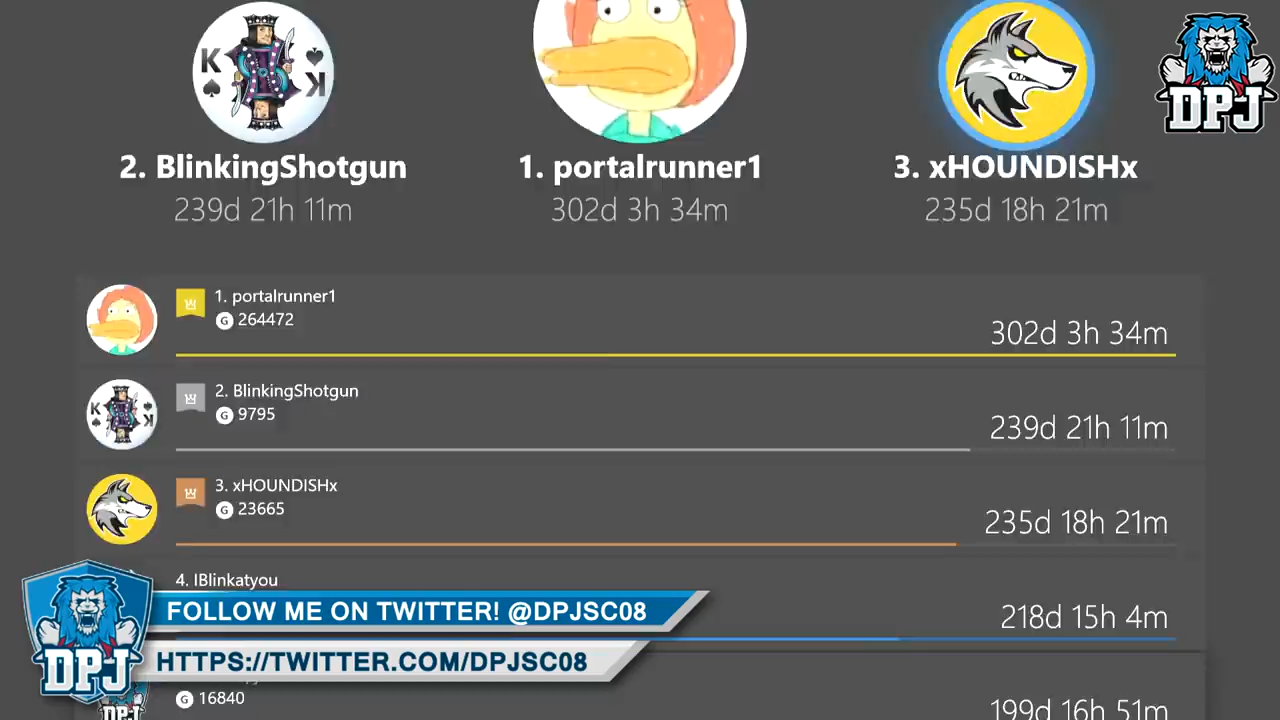 K
K
DPJ
2. BlinkingShotgun
1. portalrunner1
3. xHOUNDISHx
239d 21h 11m
302d 3h 34m
235d 18h 21m
1. portalrunner1
G 264472
302d 3h 34m
2. BlinkingShotgun
G 9795
239d 21h 11m
K
K
3. xHOUNDISHx
G 23665
235d 18h 21m
4. IBlinkatyou
218d 15h 4m
FOLLOW ME ON TWITTER! @DPJSC08
HTTPS://TWITTER.COM/DPJSC08
DPJ
G 16840
199d 16h 51m
DPJ